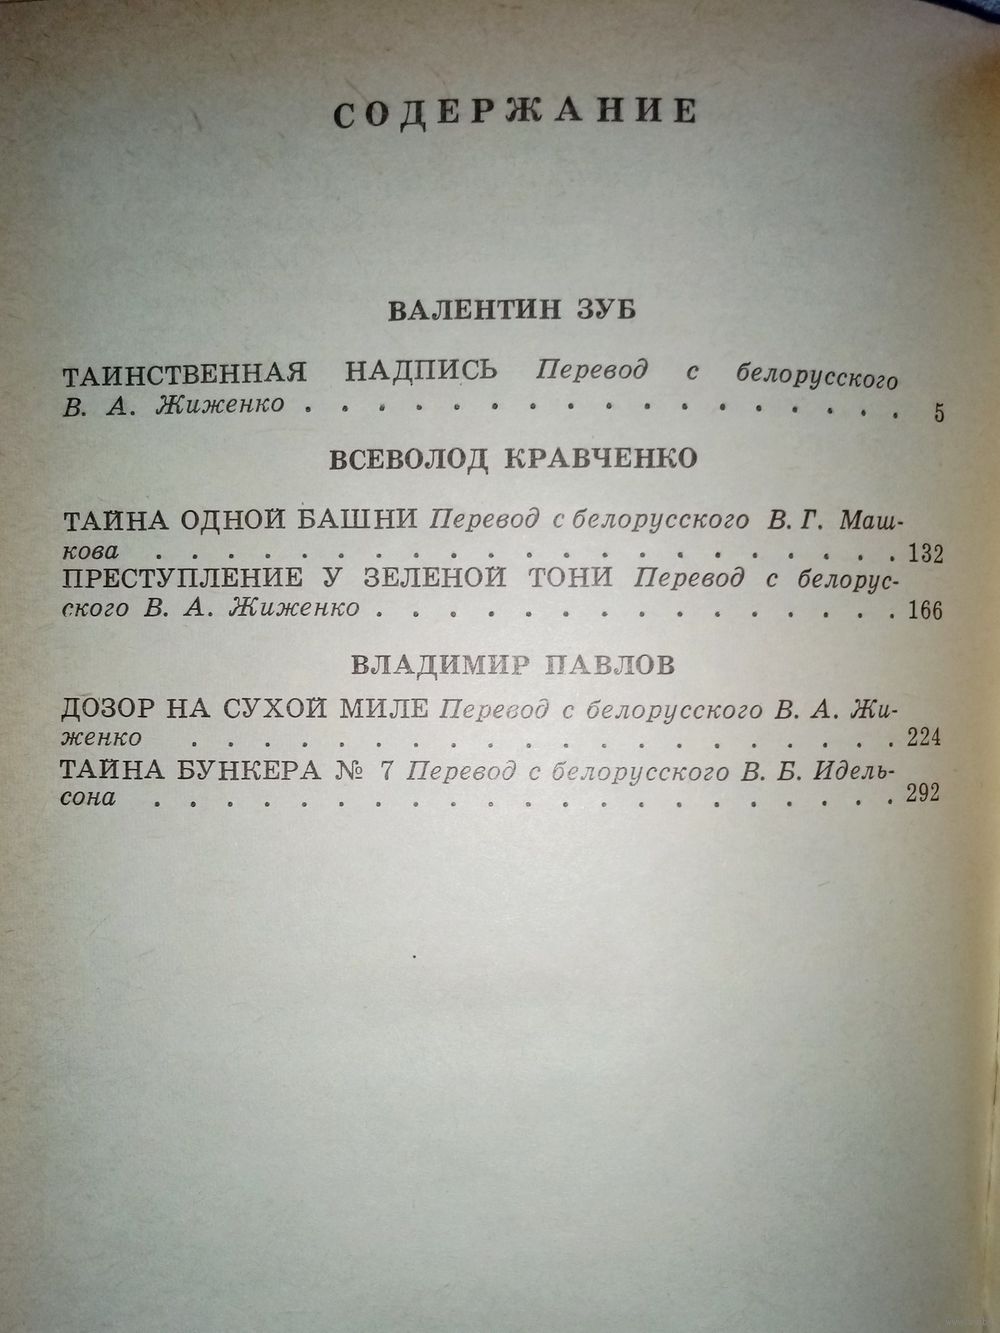 СОДЕРЖАНИЕ
ВАЛЕНТИН ЗУБ
ТАИНСТВЕННАЯ НАДПИСЬ Перевод с белорусского
В. А. Жиженко . . . . . . . . . . . . . . . . . 5
ВСЕВОЛОД КРАВЧЕНКО
ТАЙНА ОДНОЙ БАШНИ Перевод с белорусского В. Г. Маш-
кова . . . . . . . . . . . . . . . . . . . . . 132
ПРЕСТУПЛЕНИЕ У ЗЕЛЕНОЙ ТОНИ Перевод с белорус-
ского В. А. Жиженко . . . . . . . . . . . . . . . 166
ВЛАДИМИР ПАВЛОВ
ДОЗОР НА СУХОЙ МИЛЕ Перевод с белорусского В. А. Жи-
женко . . . . . . . . . . . . . . . . . . . . 224
ТАЙНА БУНКЕРА № 7 Перевод с белорусского В. Б. Идель-
сона . . . . . . . . . . . . . . . . . . . . . 292